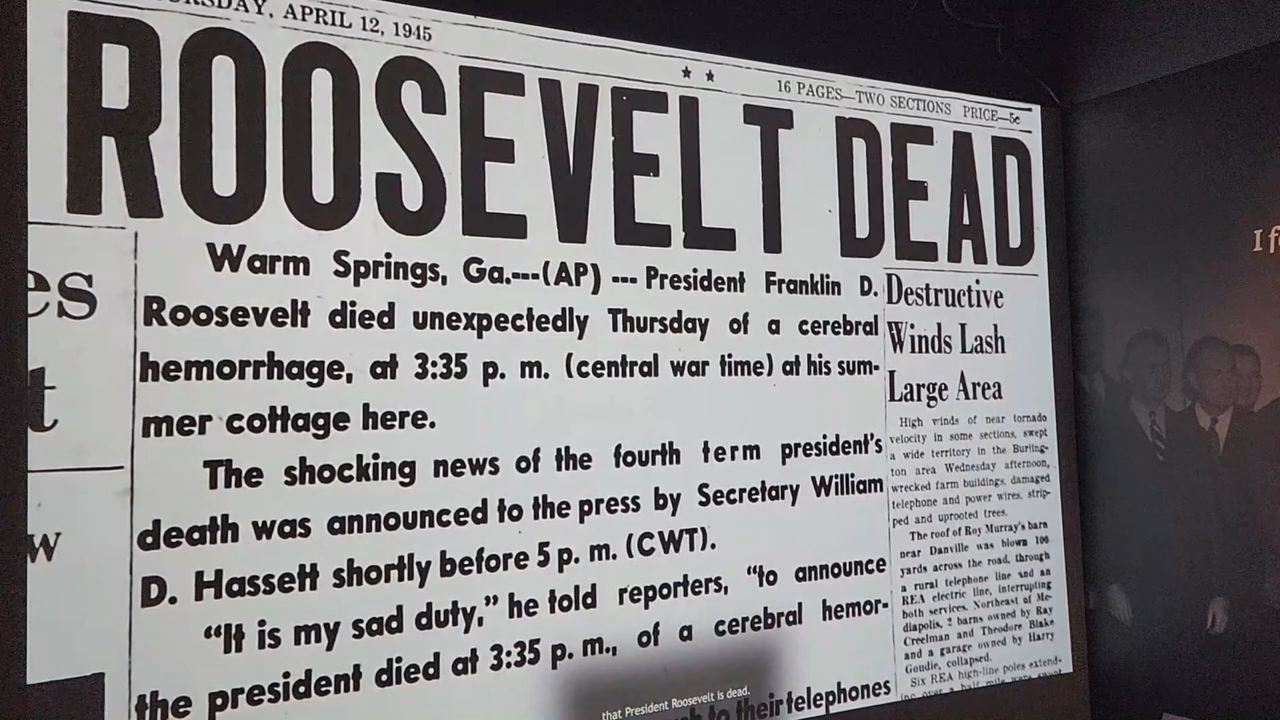 APRIL 12, 1945
16 PAGES—TWO SECTIONS PRICE—5c
ROOSEVELT DEAD
es
t
w
Warm Springs, Ga.---(AP) --- President Franklin D.
Roosevelt died unexpectedly Thursday of a cerebral
hemorrhage, at 3:35 p. m. (central war time) at his sum-
mer cottage here.
The shocking news of the fourth term president's
death was announced to the press by Secretary William
D. Hassett shortly before 5 p. m. (CWT).
“It is my sad duty,” he told reporters, “to announce
the president died at 3:35 p. m., of a cerebral hemor-
to their telephones
Destructive
Winds Lash
Large Area
High winds of near tornado
velocity in some sections, swept
a wide territory in the Burling-
ton area Wednesday afternoon,
wrecked farm buildings, damaged
telephone and power wires, strip-
ped and uprooted trees.
The roof of Roy Murray's barn
near Danville was blown 100
yards across the road, through
a rural telephone line and an
REA electric line, interrupting
both services. Northeast of Me-
diapolis, 2 barns owned by Ray
Creelman and Theodore Blake
and a garage owned by Harry
Goudie, collapsed.
Six REA high-line poles extend-
that President Roosevelt is dead.
I f